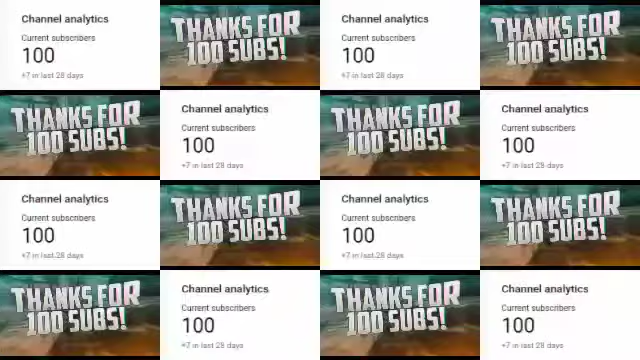 Channel analytics
Current subscribers
100
+7 in last 28 days
THANKS FOR
100 SUBS!
Channel analytics
Current subscribers
100
+7 in last 28 days
THANKS FOR
100 SUBS!
THANKS FOR
100 SUBS!
Channel analytics
Current subscribers
100
+7 in last 28 days
THANKS FOR
100 SUBS!
Channel analytics
Current subscribers
100
+7 in last 28 days
Channel analytics
Current subscribers
100
+7 in last 28 days
THANKS FOR
100 SUBS!
Channel analytics
Current subscribers
100
+7 in last 28 days
THANKS FOR
100 SUBS!
THANKS FOR
100 SUBS!
Channel analytics
Current subscribers
100
+7 in last 28 days
THANKS FOR
100 SUBS!
Channel analytics
Current subscribers
100
+7 in last 28 days